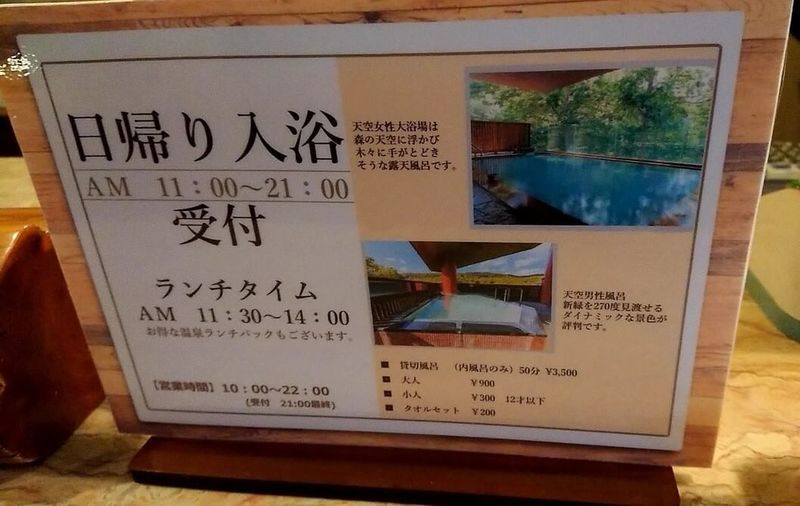 日帰り入浴
AM 11：00～21：00
受付
ランチタイム
AM 11：30～14：00
お得な温泉ランチパックもございます。
【営業時間】10：00～22：00
(受付 21:00最終)
天空女性大浴場は
森の天空に浮かび
木々に手がとどき
そうな露天風呂です。
天空男性風呂
新緑を270度見渡せる
ダイナミックな景色が
評判です。
■ 貸切風呂 （内風呂のみ）50分 ¥3,500
■ 大人 ¥900
■ 小人 ¥300 12才以下
■ タオルセット ¥200